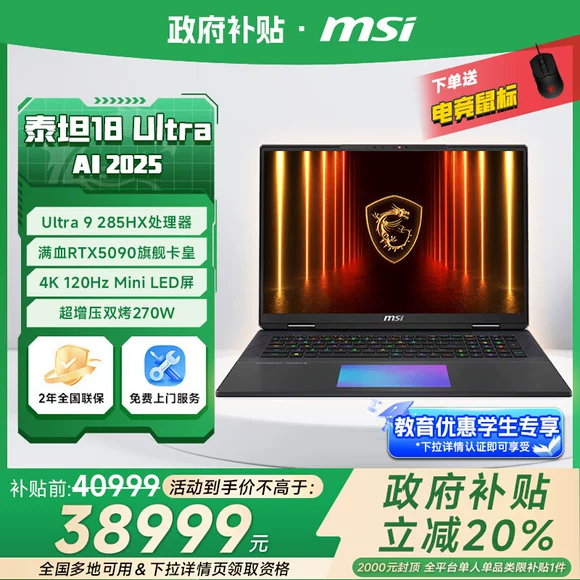 政府补贴·msi
下单送
电竞鼠标
泰坦18 Ultra
AI 2025
Ultra 9 285HX处理器
满血RTX5090旗舰卡皇
4K 120Hz Mini LED屏
超增压双烤270W
2年全国联保
免费上门服务
msi
教育优惠学生专享
*下拉详情认证即可享受
补贴前:40999 活动到手价不高于:
38999元
全国多地可用&下拉详情页领取资格
政府补贴
立减20%
2000元封顶 全平台单人单品类限补贴1件